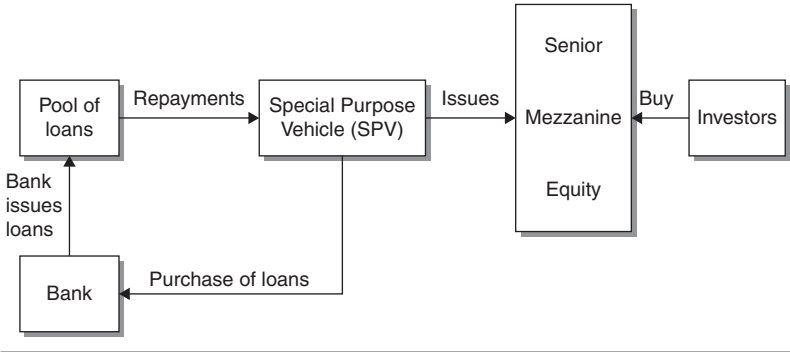 Senior
Pool of
loans
Repayments
Special Purpose
Vehicle (SPV)
Issues
Mezzanine
Buy
Investors
Equity
Bank
issues
loans
Bank
Purchase of loans